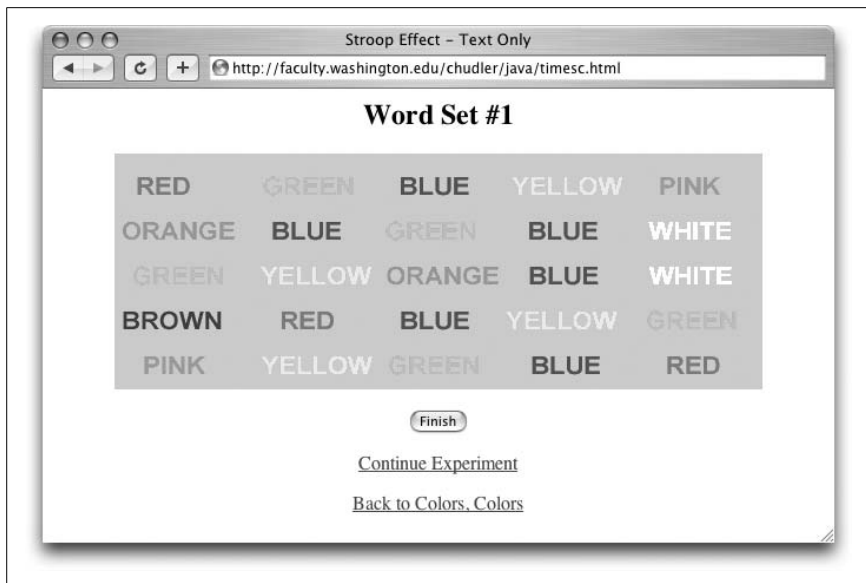 Stroop Effect – Text Only
http://faculty.washington.edu/chudler/java/timesc.html
Word Set #1
RED GREEN BLUE YELLOW PINK
ORANGE BLUE GREEN BLUE WHITE
GREEN YELLOW ORANGE BLUE WHITE
BROWN RED BLUE YELLOW GREEN
PINK YELLOW GREEN BLUE RED
Finish
Continue Experiment
Back to Colors, Colors